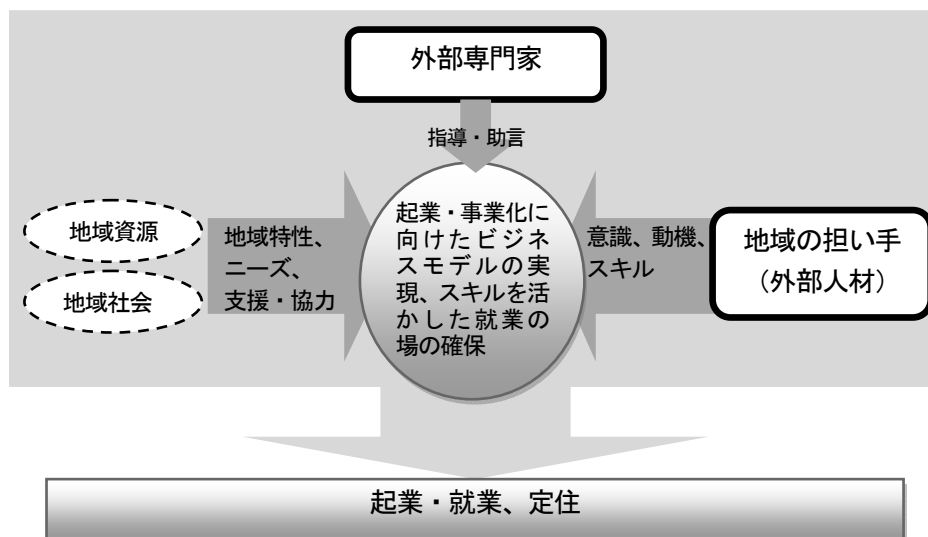 外部専門家
指導・助言
地域資源
地域社会
地域特性、
ニーズ、
支援・協力
起業・事業化に
向けたビジネ
スモデルの実
現、スキルを活
かした就業の
場の確保
意識、動機、
スキル
地域の担い手
（外部人材）
起業・就業、定住